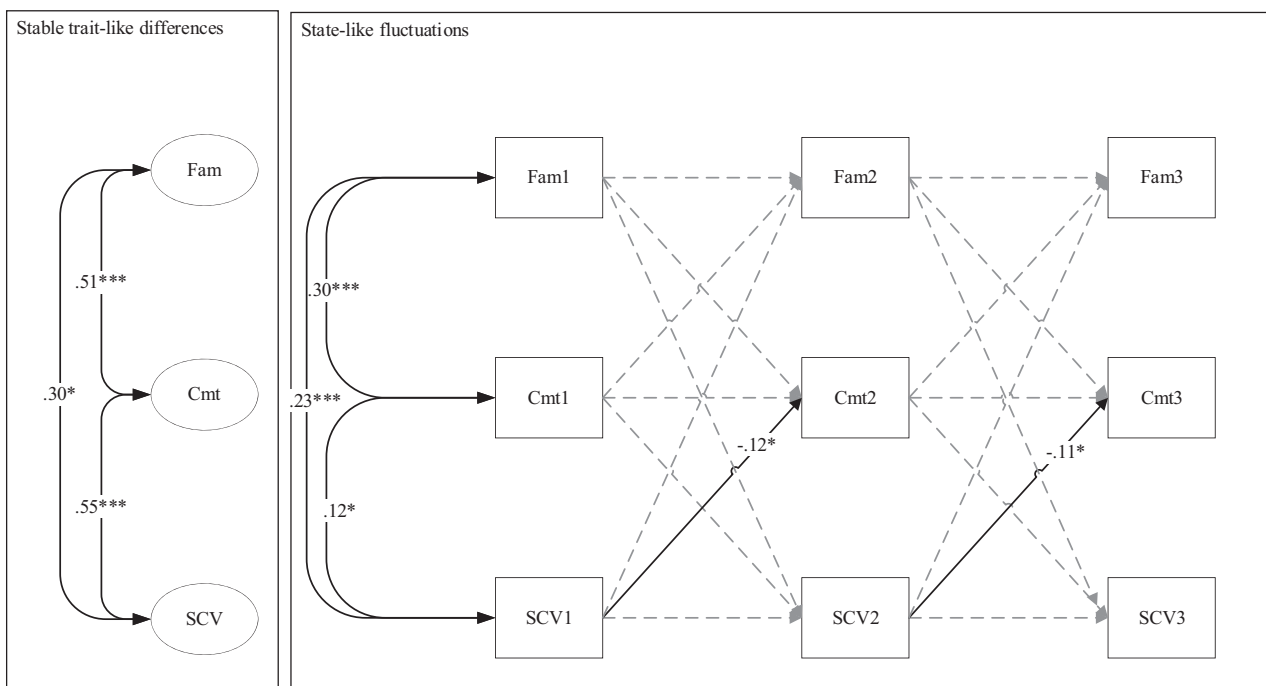 Stable trait-like differences
State-like fluctuations
Fam
Fam1
Fam2
Fam3
.51***
.30***
.30*
Cmt
.23***
Cmt1
Cmt2
Cmt3
-.12*
-.11*
.55***
.12*
SCV
SCV1
SCV2
SCV3